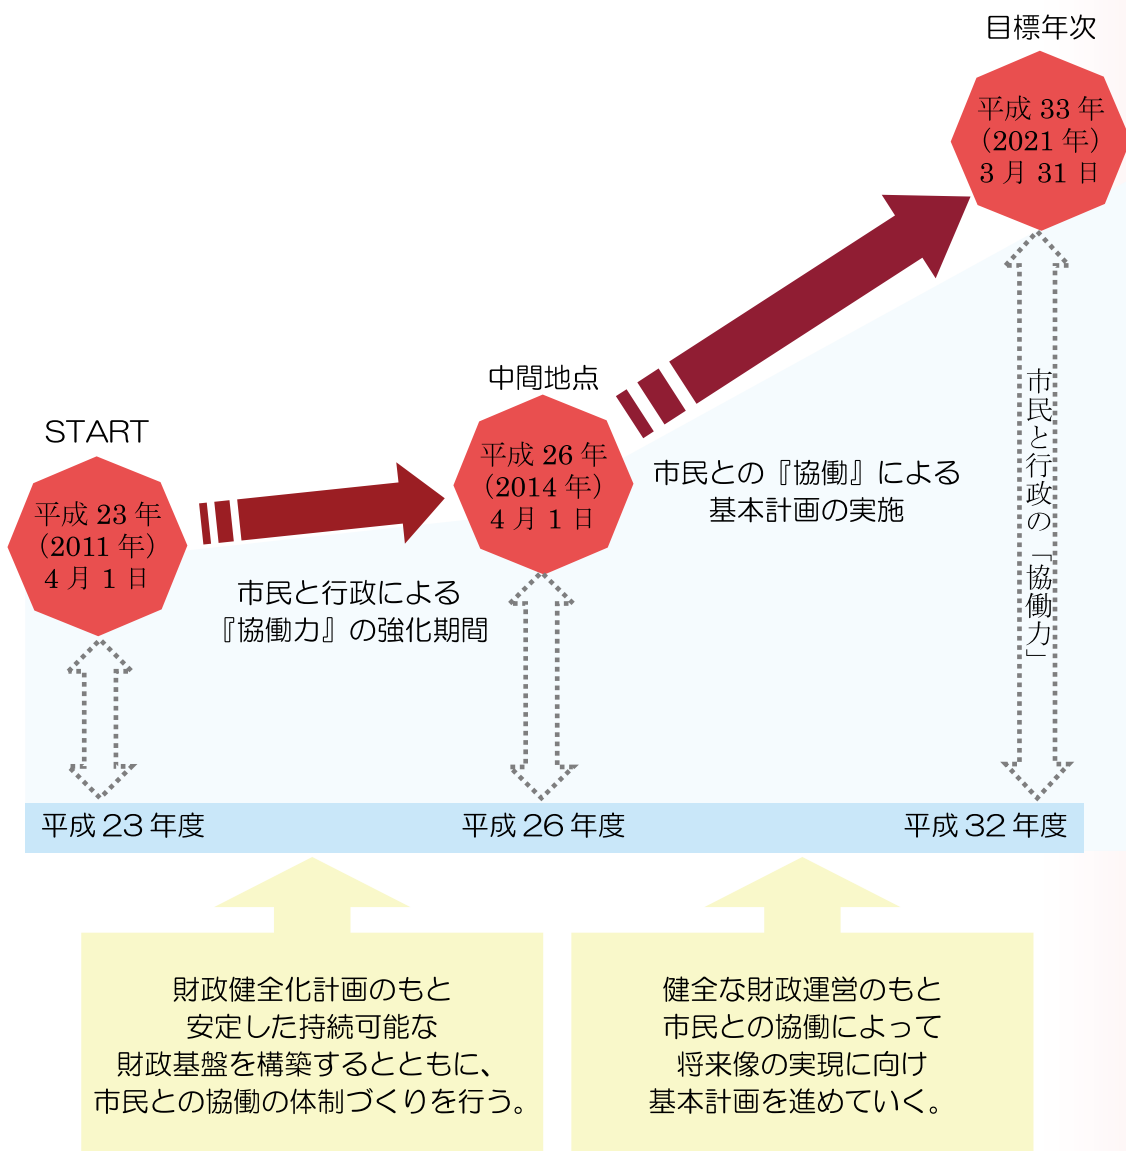 目標年次
平成 33 年
(2021 年)
3 月 31 日
中間地点
平成 26 年
(2014 年)
4 月 1 日
START
平成 23 年
(2011 年)
4 月 1 日
市民との『協働』による
基本計画の実施
市民と行政による
『協働力』の強化期間
市民と行政の「協働力」
平成 23 年度
平成 26 年度
平成 32 年度
財政健全化計画のもと
安定した持続可能な
財政基盤を構築するとともに、
市民との協働の体制づくりを行う。
健全な財政運営のもと
市民との協働によって
将来像の実現に向け
基本計画を進めていく。